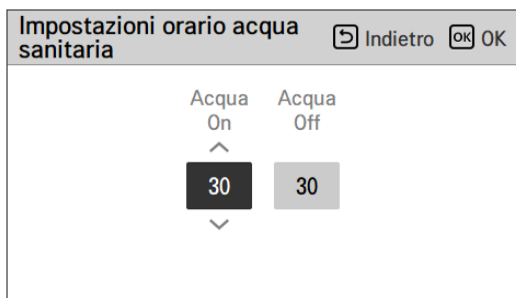 Impostazioni orario acqua
sanitaria
Indietro OK OK
Acqua Acqua
On Off
30 30